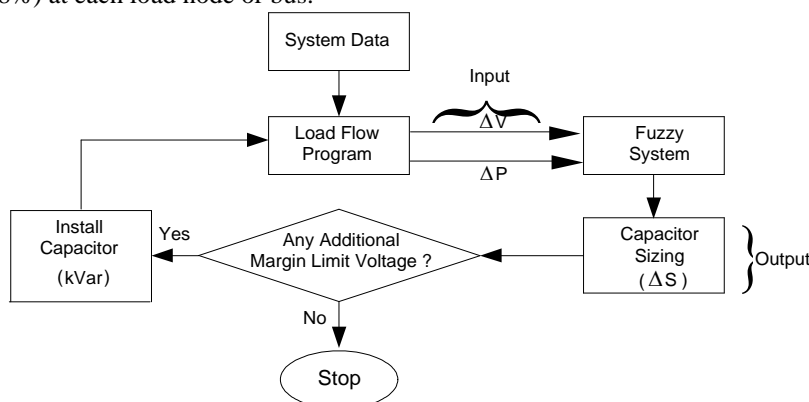 8%) at each load node or bus.
System Data
Input
Load Flow
Program
ΔV
ΔP
Fuzzy
System
Install
Capacitor
(kVar)
Yes
Any Additional
Margin Limit Voltage ?
Capacitor
Sizing
(ΔS)
Output
No
Stop